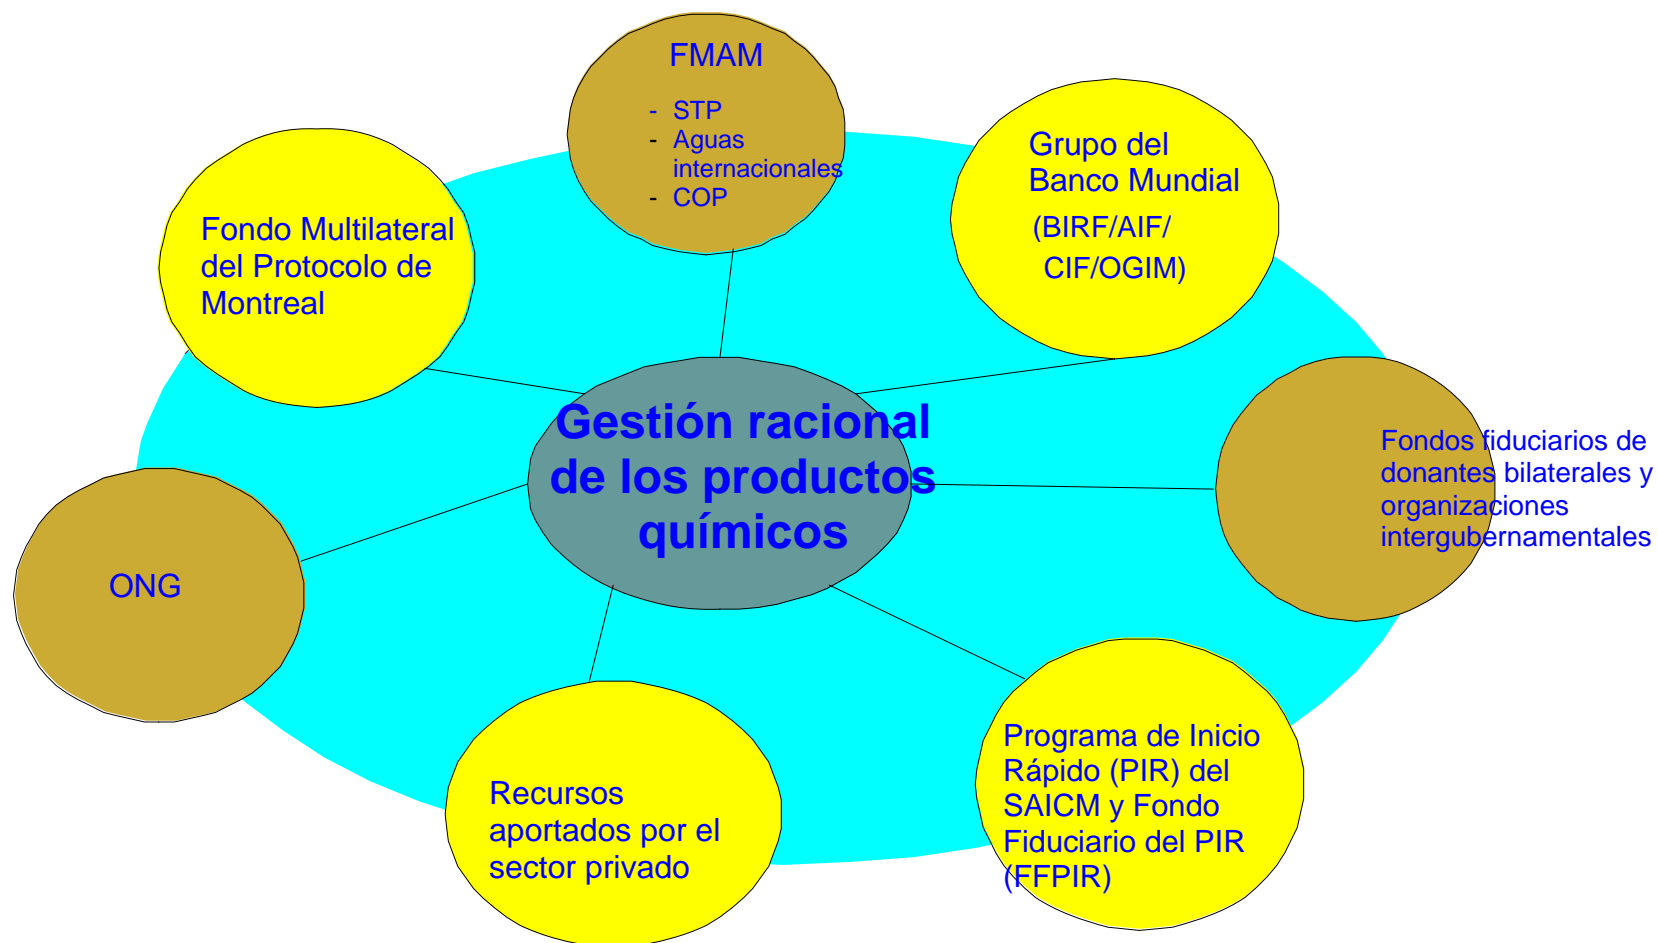 FMAM
- STP
- Aguas
internacionales
- COP
Grupo del
Banco Mundial
(BIRF/AIF/
CIF/OGIM)
Fondo Multilateral
del Protocolo de
Montreal
Gestión racional
de los productos
químicos
Fondos fiduciarios de
donantes bilaterales y
organizaciones
intergubernamentales
ONG
Recursos
aportados por el
sector privado
Programa de Inicio
Rápido (PIR) del
SAICM y Fondo
Fiduciario del PIR
(FFPIR)